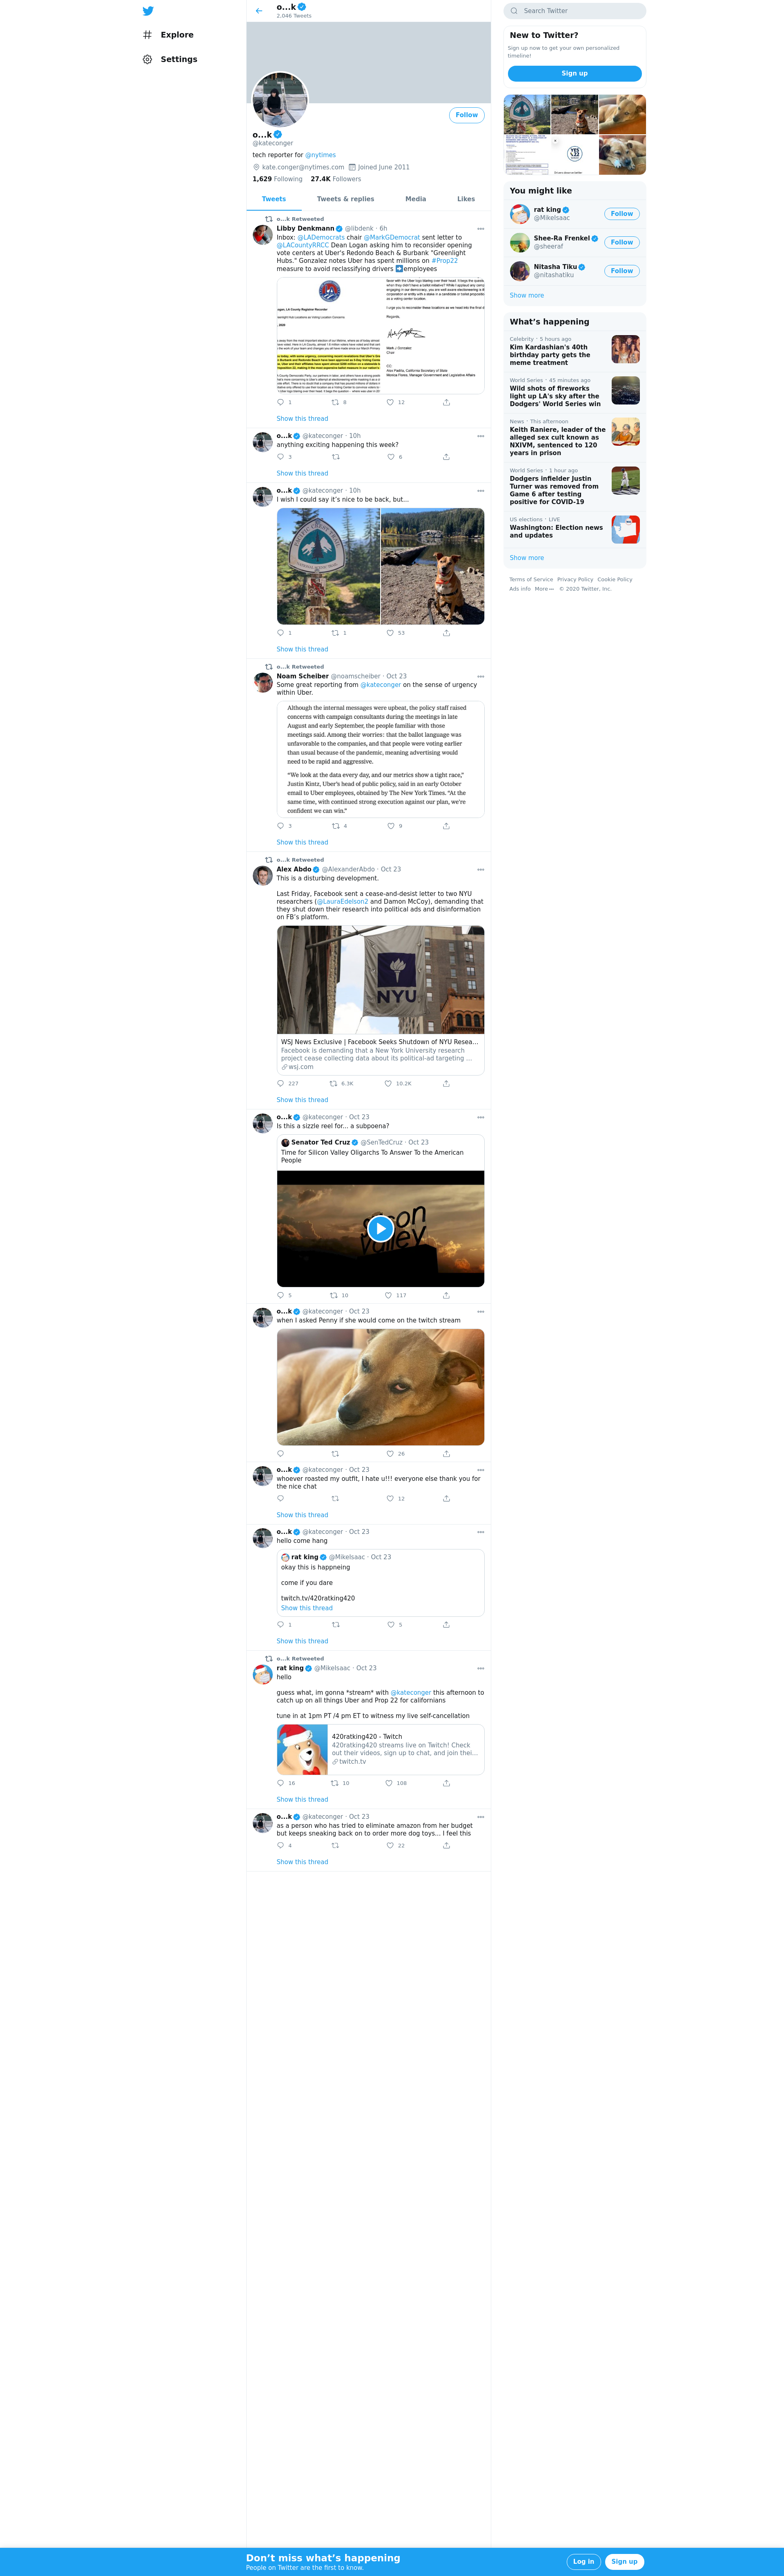 Explore
Settings
o...k
2,046 Tweets
Follow
o...k
@kateconger
tech reporter for @nytimes
kate.conger@nytimes.com Joined June 2011
1,629 Following 27.4K Followers
Tweets Tweets & replies Media Likes
o...k Retweeted
Libby Denkmann @libdenk · 6h
Inbox: @LADemocrats chair @MarkGDemocrat sent letter to
@LACountyRRCC Dean Logan asking him to reconsider opening
vote centers at Uber's Redondo Beach & Burbank "Greenlight
Hubs." Gonzalez notes Uber has spent millions on #Prop22
measure to avoid reclassifying drivers ➡️employees
Regards,
Mark J. Gonzalez
Chair
1 8 12
Show this thread
o...k @kateconger · 10h
anything exciting happening this week?
3 6
Show this thread
o...k @kateconger · 10h
I wish I could say it's nice to be back, but...
1 1 53
Show this thread
o...k Retweeted
Noam Scheiber @noamscheiber · Oct 23
Some great reporting from @kateconger on the sense of urgency
within Uber.
Although the internal messages were upbeat, the policy staff raised
concerns with campaign consultants during the meetings in late
August and early September, the people familiar with those
meetings said. Among their worries: that the ballot language was
unfavorable to the companies, and that people were voting earlier
than usual because of the pandemic, meaning advertising would
need to be rapid and aggressive.
"We look at the data every day, and our metrics show a tight race,"
Justin Kintz, Uber's head of public policy, said in an early October
email to Uber employees, obtained by The New York Times. "At the
same time, with continued strong execution against our plan, we're
confident we can win."
3 4 9
Show this thread
o...k Retweeted
Alex Abdo @AlexanderAbdo · Oct 23
This is a disturbing development.
Last Friday, Facebook sent a cease-and-desist letter to two NYU
researchers (@LauraEdelson2 and Damon McCoy), demanding that
they shut down their research into political ads and disinformation
on FB's platform.
NYU
WSJ News Exclusive | Facebook Seeks Shutdown of NYU Resea...
Facebook is demanding that a New York University research
project cease collecting data about its political-ad targeting ...
wsj.com
227 6.3K 10.2K
Show this thread
o...k @kateconger · Oct 23
Is this a sizzle reel for... a subpoena?
Senator Ted Cruz @SenTedCruz · Oct 23
Time for Silicon Valley Oligarchs To Answer To the American
People
valley
5 10 117
o...k @kateconger · Oct 23
when I asked Penny if she would come on the twitch stream
26
o...k @kateconger · Oct 23
whoever roasted my outfit, I hate u!!! everyone else thank you for
the nice chat
12
Show this thread
o...k @kateconger · Oct 23
hello come hang
rat king @MikeIsaac · Oct 23
okay this is happneing
come if you dare
twitch.tv/420ratking420
Show this thread
1 5
Show this thread
o...k Retweeted
rat king @MikeIsaac · Oct 23
hello
guess what, im gonna *stream* with @kateconger this afternoon to
catch up on all things Uber and Prop 22 for californians
tune in at 1pm PT /4 pm ET to witness my live self-cancellation
420ratking420 - Twitch
420ratking420 streams live on Twitch! Check
out their videos, sign up to chat, and join thei...
twitch.tv
16 10 108
Show this thread
o...k @kateconger · Oct 23
as a person who has tried to eliminate amazon from her budget
but keeps sneaking back on to order more dog toys... I feel this
4 22
Show this thread
Search Twitter
New to Twitter?
Sign up now to get your own personalized
timeline!
Sign up
You might like
rat king
@MikeIsaac
Follow
Shee-Ra Frenkel
@sheeraf
Follow
Nitasha Tiku
@nitashatiku
Follow
Show more
What's happening
Celebrity · 5 hours ago
Kim Kardashian's 40th
birthday party gets the
meme treatment
World Series · 45 minutes ago
Wild shots of fireworks
light up LA's sky after the
Dodgers' World Series win
News · This afternoon
Keith Raniere, leader of the
alleged sex cult known as
NXIVM, sentenced to 120
years in prison
World Series · 1 hour ago
Dodgers infielder Justin
Turner was removed from
Game 6 after testing
positive for COVID-19
US elections · LIVE
Washington: Election news
and updates
Show more
Terms of Service Privacy Policy Cookie Policy
Ads info More © 2020 Twitter, Inc.
Don't miss what's happening
People on Twitter are the first to know.
Log in
Sign up